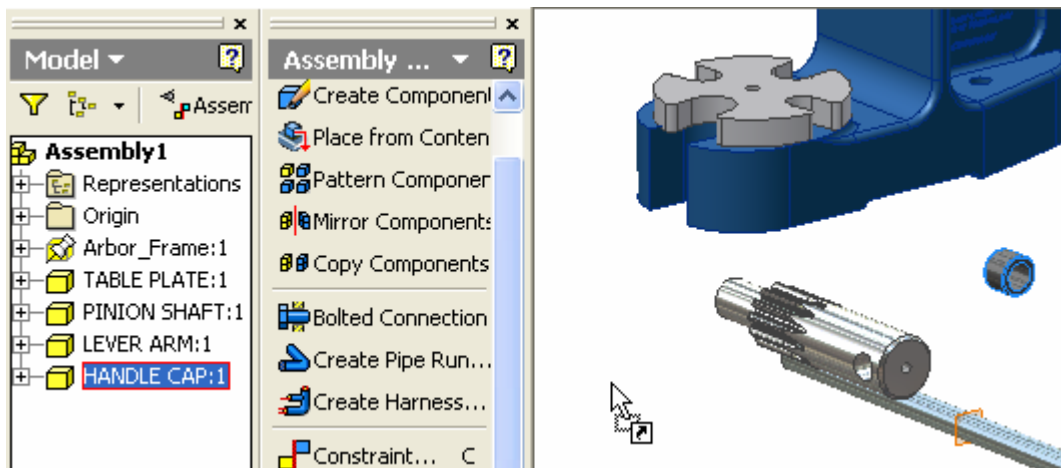 Model
Assem
Assembly1
Representations
Origin
Arbor_Frame:1
TABLE PLATE:1
PINION SHAFT:1
LEVER ARM:1
HANDLE CAP:1
Assembly ...
Create Component
Place from Conten
Pattern Componer
Mirror Components
Copy Components
Bolted Connection
Create Pipe Run...
Create Harness...
Constraint... C